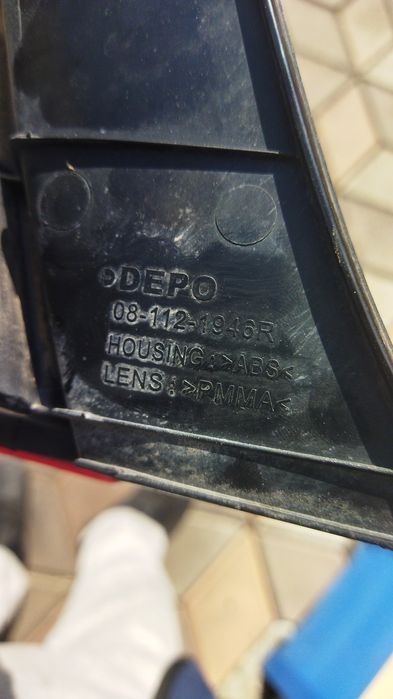 DEPO
08-112-1946R
HOUSING:>ABS<
LENS:>PMMA<